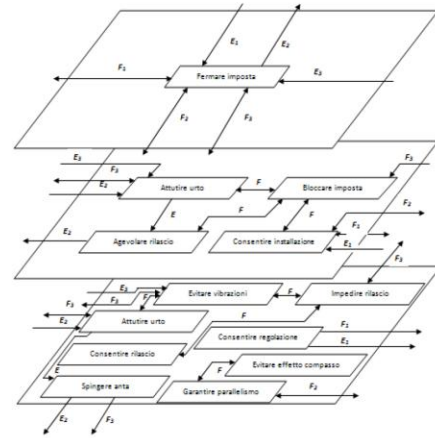 E1
E2
F1
Fermare imposta
E3
F2
F3
E3
F3
F3
E2
Attutire urto
F
Bloccare imposta
E
F
F
F2
F1
E2
Agevolare rilascio
Consentire installazione
E1
E3
F3
Evitare vibrazioni
F
Impedire rilascio
F3
F3
F
E2
Attutire urto
F
F1
Consentire regolazione
E1
Consentire rilascio
E
Evitare effetto compasso
F
Spingere anta
Garantire parallelismo
F2
E2
F3